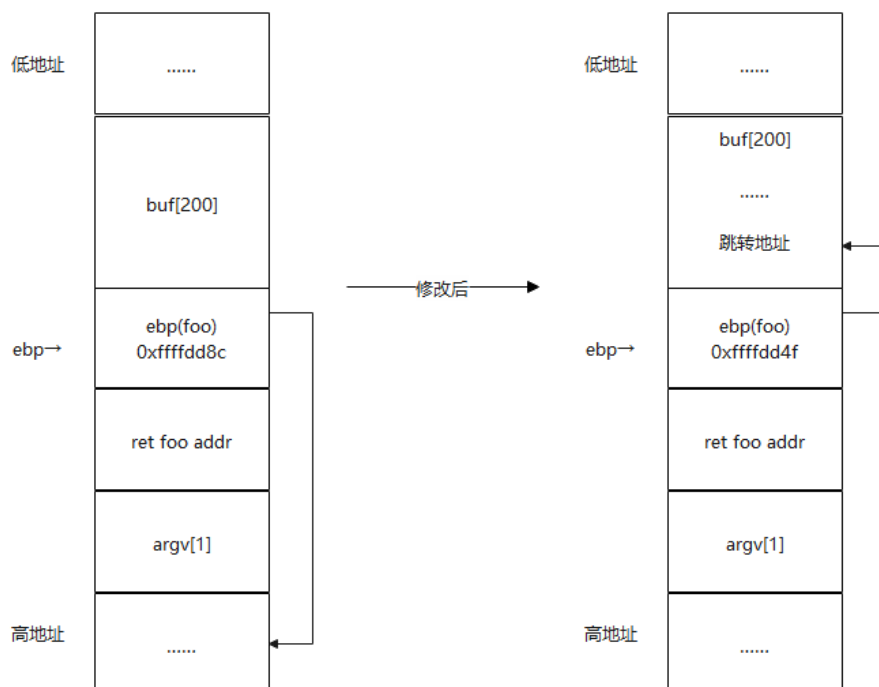 低地址
......
buf[200]
ebp→
ebp(foo)
0xffffdd8c
ret foo addr
argv[1]
高地址
......
修改后
低地址
......
buf[200]
......
跳转地址
ebp→
ebp(foo)
0xffffdd4f
ret foo addr
argv[1]
高地址
......